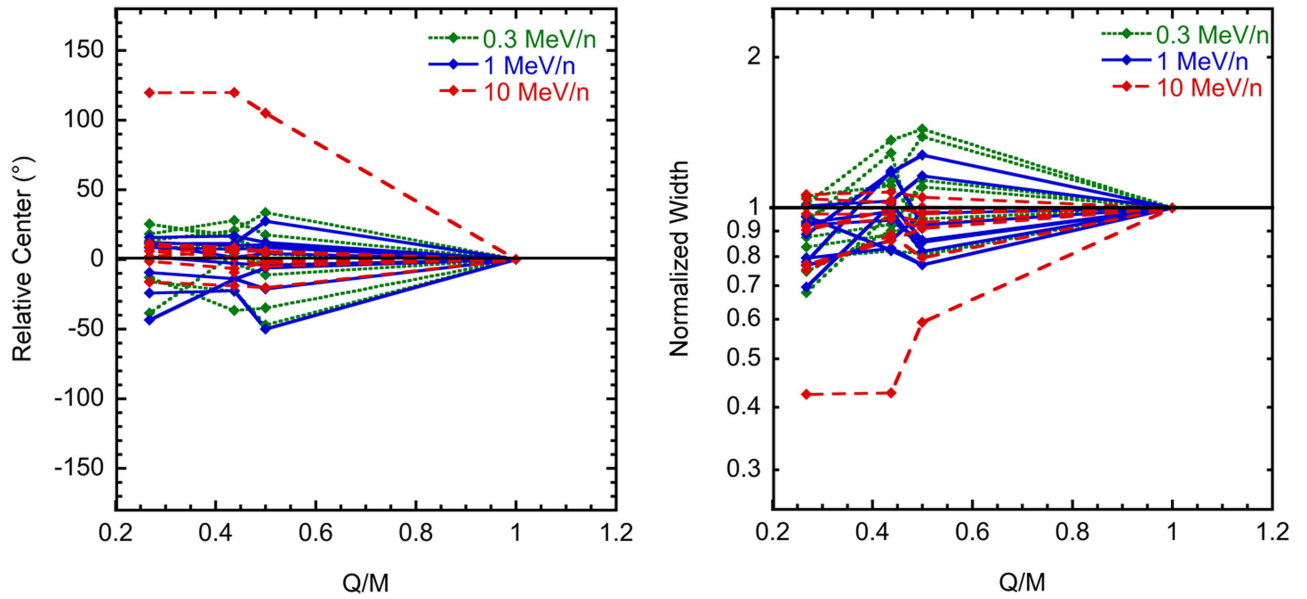 150
100
50
0
-50
-100
-150
Relative Center (°)
0.3 MeV/n
1 MeV/n
10 MeV/n
0.2
0.4
0.6
0.8
1
1.2
Q/M
2
1
0.9
0.8
0.7
0.6
0.5
0.4
0.3
Normalized Width
0.3 MeV/n
1 MeV/n
10 MeV/n
0.2
0.4
0.6
0.8
1
1.2
Q/M